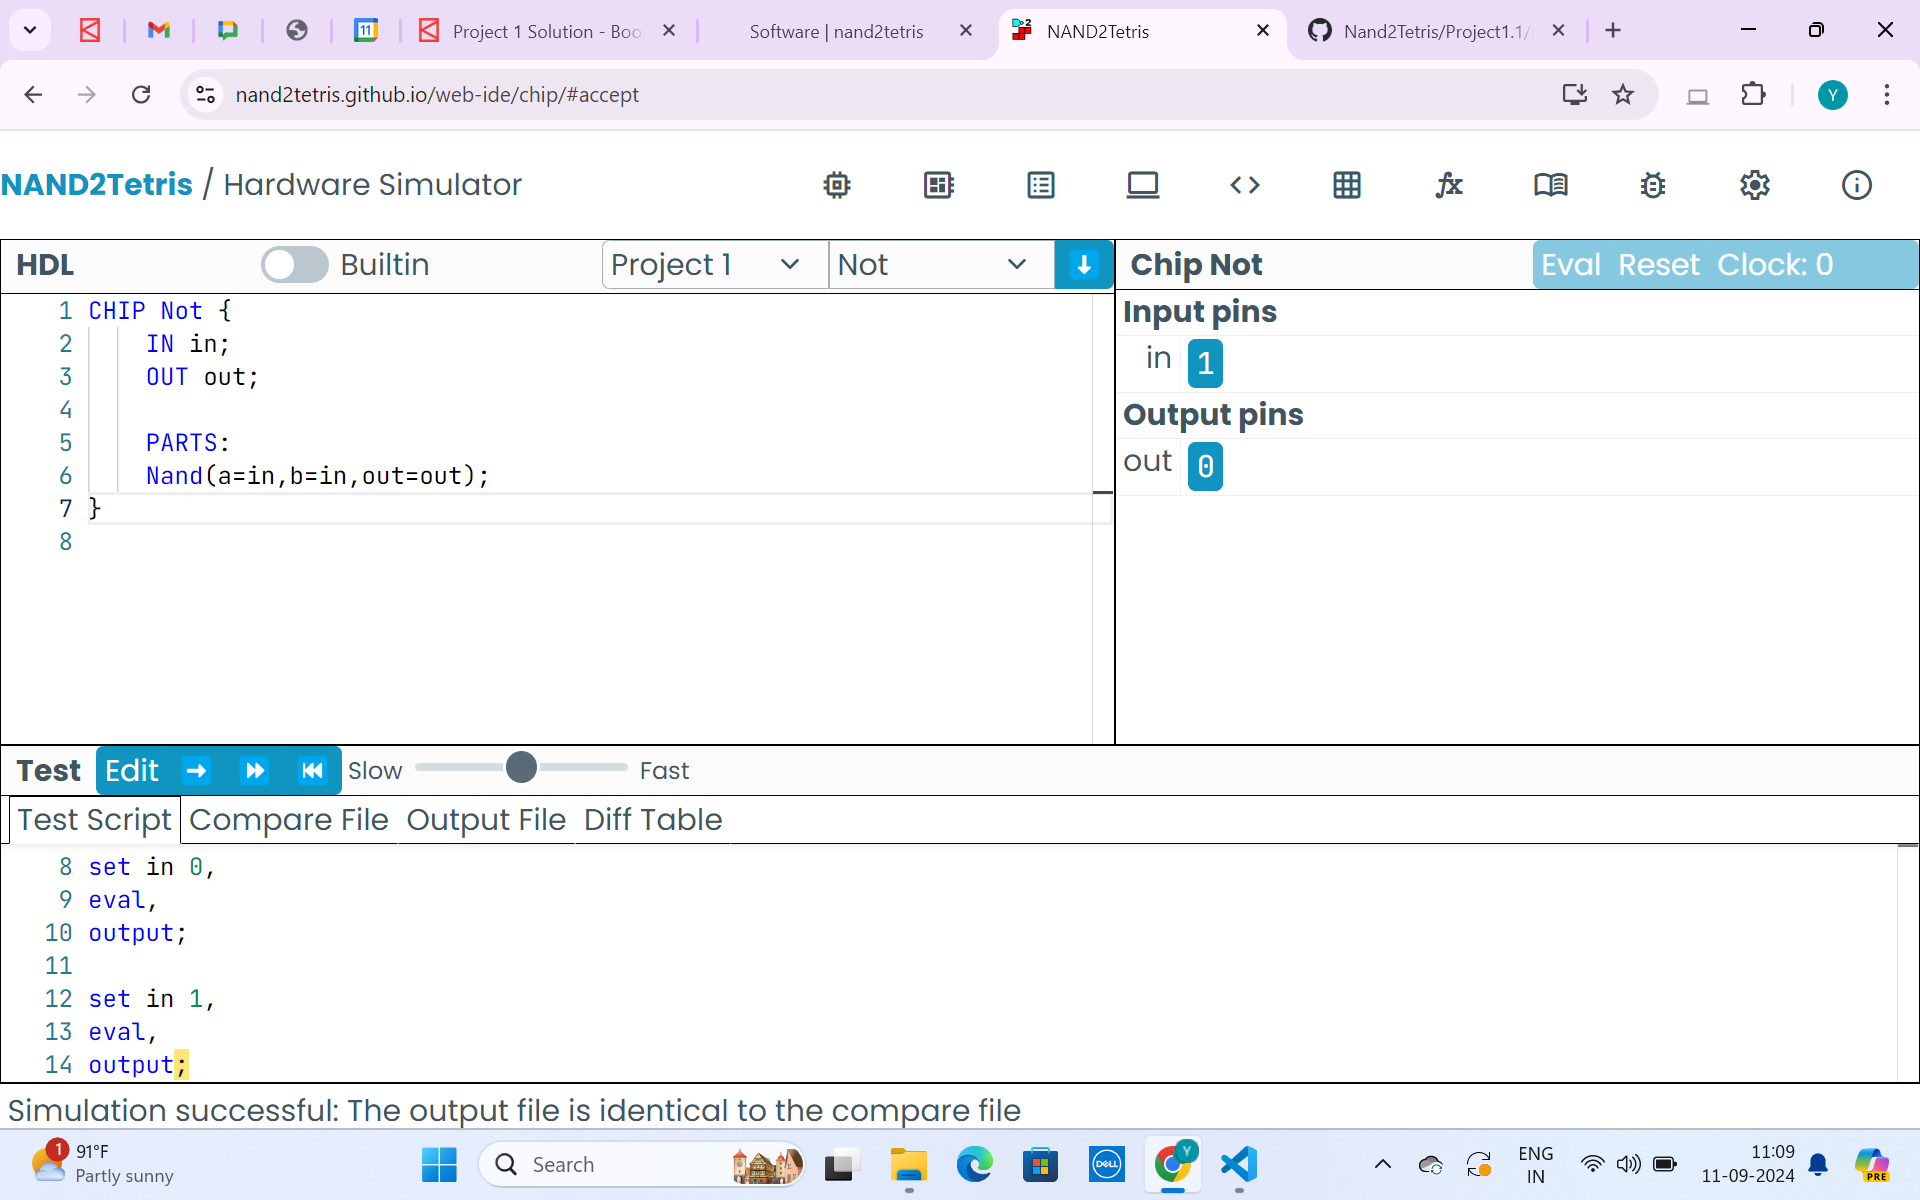 Project 1 Solution - Boo
Software | nand2tetris
NAND2Tetris
Nand2Tetris/Project1.1/
nand2tetris.github.io/web-ide/chip/#accept
Y
NAND2Tetris / Hardware Simulator
HDL
Builtin
Project 1
Not
Chip Not
Eval Reset Clock: 0
1 CHIP Not {
2 IN in;
3 OUT out;
4
5 PARTS:
6 Nand(a=in,b=in,out=out);
7 }
8
Input pins
in 1
Output pins
out 0
Test Edit Slow Fast
Test Script Compare File Output File Diff Table
8 set in 0,
9 eval,
10 output;
11
12 set in 1,
13 eval,
14 output;
Simulation successful: The output file is identical to the compare file
1
91°F
Partly sunny
Search
DELL
Y
ENG
IN
11:09
11-09-2024
PRE